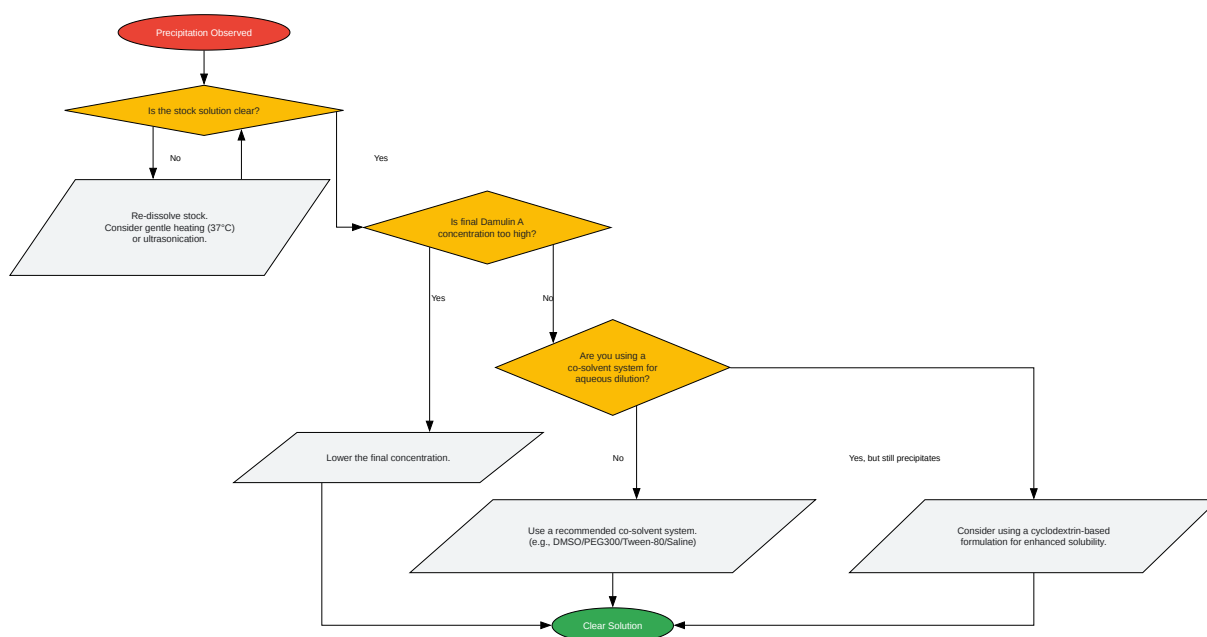 Precipitation Observed
Is the stock solution clear?
No
Yes
Re-dissolve stock.
Consider gentle heating (37°C)
or ultrasonication.
Is final Damulin A
concentration too high?
Yes
No
Are you using a
co-solvent system for
aqueous dilution?
Lower the final concentration.
No
Yes, but still precipitates
Use a recommended co-solvent system.
(e.g., DMSO/PEG300/Tween-80/Saline)
Consider using a cyclodextrin-based
formulation for enhanced solubility.
Clear Solution